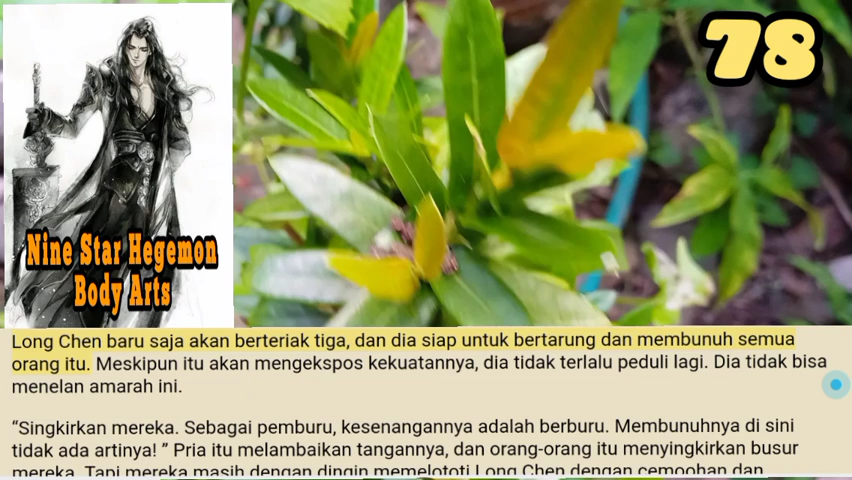 78
Nine Star Hegemon
Body Arts
Long Chen baru saja akan berteriak tiga, dan dia siap untuk bertarung dan membunuh semua
orang itu. Meskipun itu akan mengekspos kekuatannya, dia tidak terlalu peduli lagi. Dia tidak bisa
menelan amarah ini.
“Singkirkan mereka. Sebagai pemburu, kesenangannya adalah berburu. Membunuhnya di sini
tidak ada artinya! ” Pria itu melambaikan tangannya, dan orang-orang itu menyingkirkan busur
mereka. Tapi mereka masih dengan dingin memelototi Long Chen dengan cemoohan dan